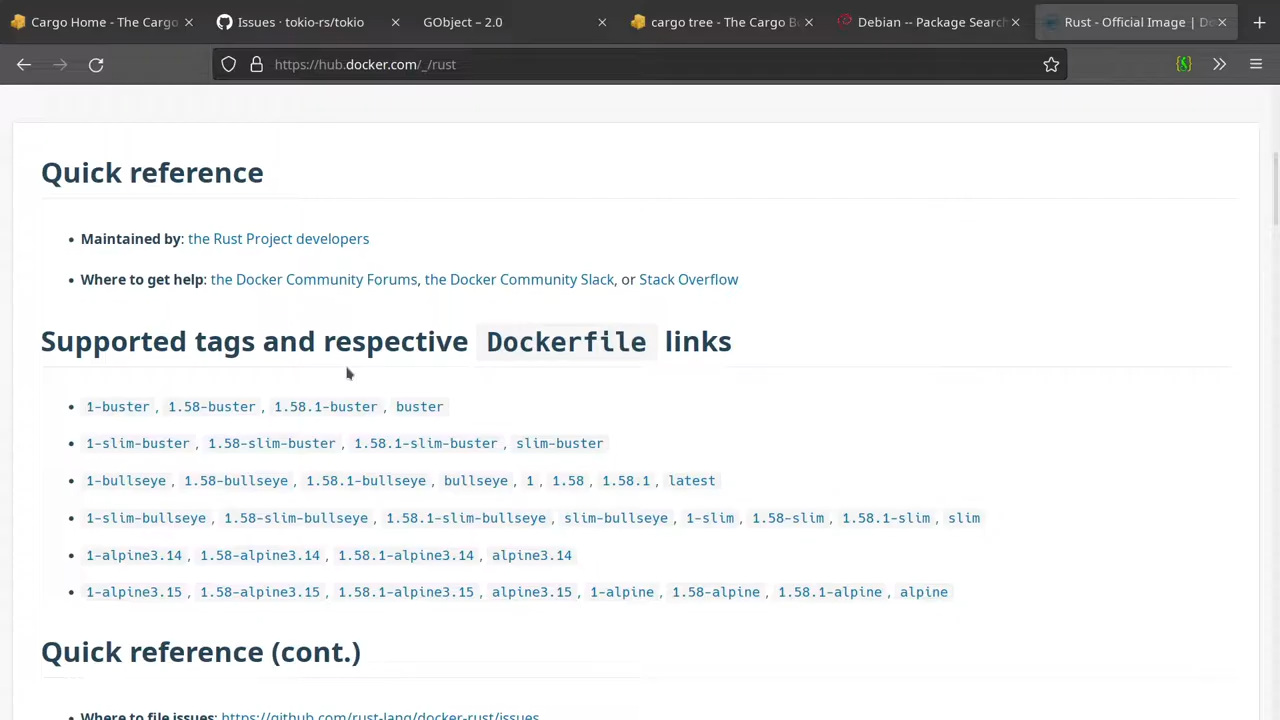 Cargo Home - The Cargo
Issues · tokio-rs/tokio
GObject – 2.0
cargo tree - The Cargo B
Debian -- Package Search
Rust - Official Image | D
https://hub.docker.com/_/rust
Quick reference
• Maintained by: the Rust Project developers
• Where to get help: the Docker Community Forums, the Docker Community Slack, or Stack Overflow
Supported tags and respective Dockerfile links
• 1-buster, 1.58-buster, 1.58.1-buster, buster
• 1-slim-buster, 1.58-slim-buster, 1.58.1-slim-buster, slim-buster
• 1-bullseye, 1.58-bullseye, 1.58.1-bullseye, bullseye, 1, 1.58, 1.58.1, latest
• 1-slim-bullseye, 1.58-slim-bullseye, 1.58.1-slim-bullseye, slim-bullseye, 1-slim, 1.58-slim, 1.58.1-slim, slim
• 1-alpine3.14, 1.58-alpine3.14, 1.58.1-alpine3.14, alpine3.14
• 1-alpine3.15, 1.58-alpine3.15, 1.58.1-alpine3.15, alpine3.15, 1-alpine, 1.58-alpine, 1.58.1-alpine, alpine
Quick reference (cont.)
• Where to file issues: https://github.com/rust-lang/docker-rust/issues